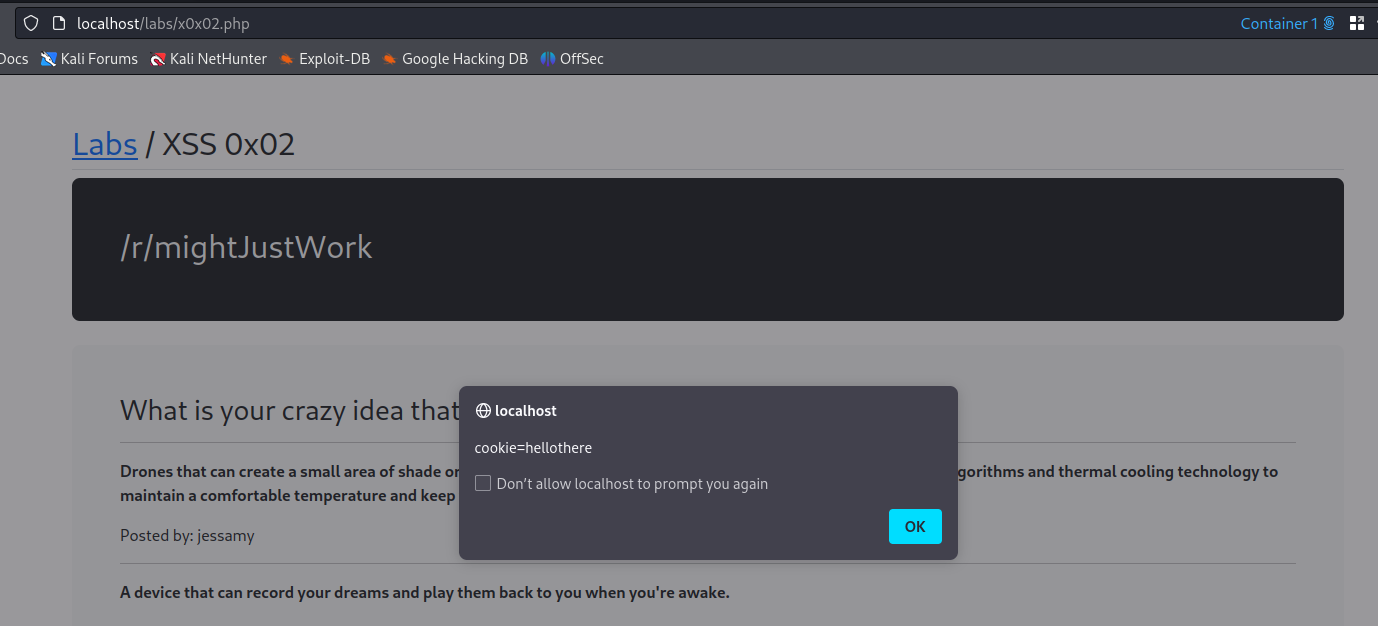 localhost/labs/x0x02.php Container 1
Docs Kali Forums Kali NetHunter Exploit-DB Google Hacking DB OffSec
Labs / XSS 0x02
/r/mightJustWork
What is your crazy idea that
localhost
cookie=hellothere
Don’t allow localhost to prompt you again
OK
Drones that can create a small area of shade or gorithms and thermal cooling technology to
maintain a comfortable temperature and keep
Posted by: jessamy
A device that can record your dreams and play them back to you when you're awake.